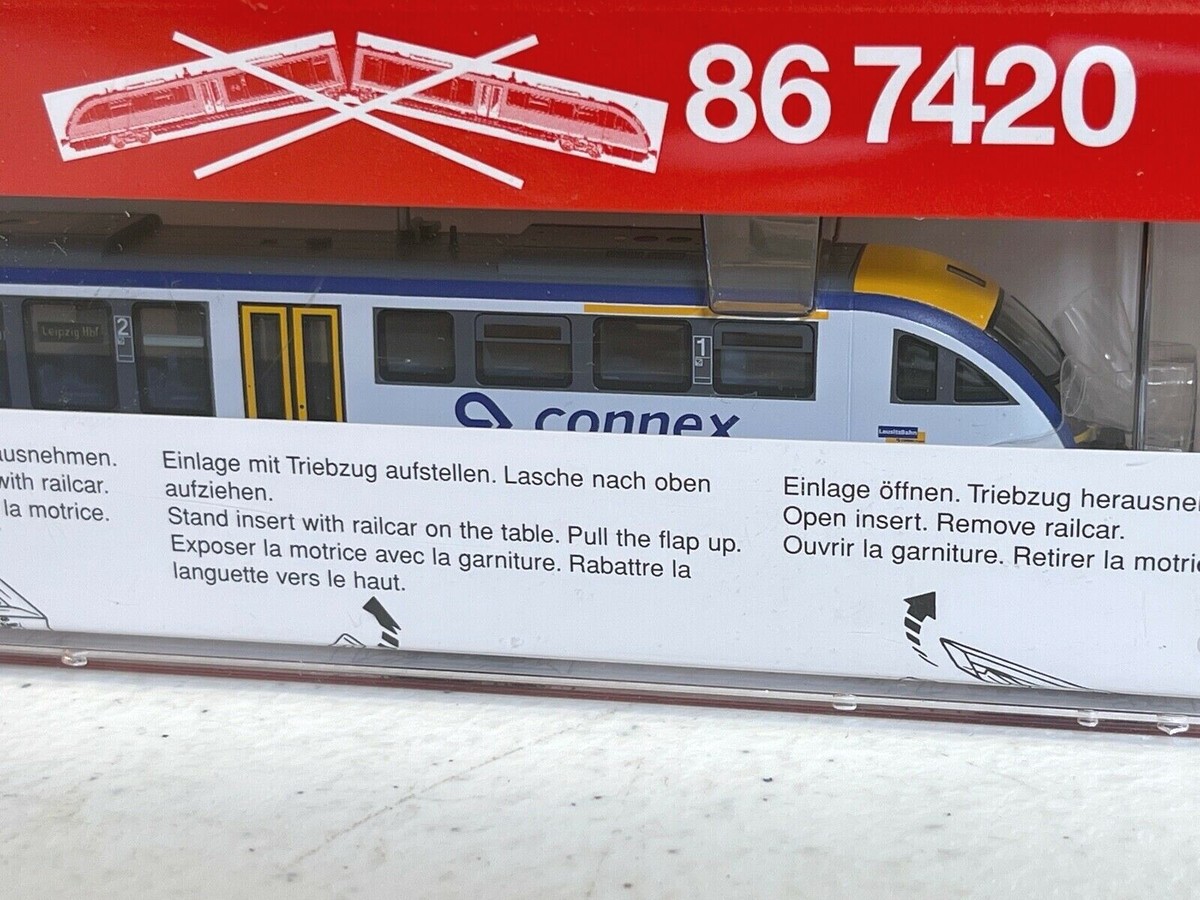 86 7420
Leipzig Hbf
2
1
connex
LausitzBahn
ausnehmen.
with railcar.
la motrice.
Einlage mit Triebzug aufstellen. Lasche nach oben
aufziehen.
Stand insert with railcar on the table. Pull the flap up.
Exposer la motrice avec la garniture. Rabattre la
languette vers le haut.
Einlage öffnen. Triebzug herausne
Open insert. Remove railcar.
Ouvrir la garniture. Retirer la motri